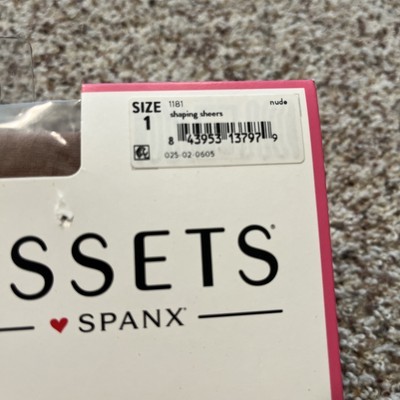 SIZE 1181 nude
1 shaping sheers
8 43953 13797 9
025-02-0605
SSETS®
♥ SPANX®